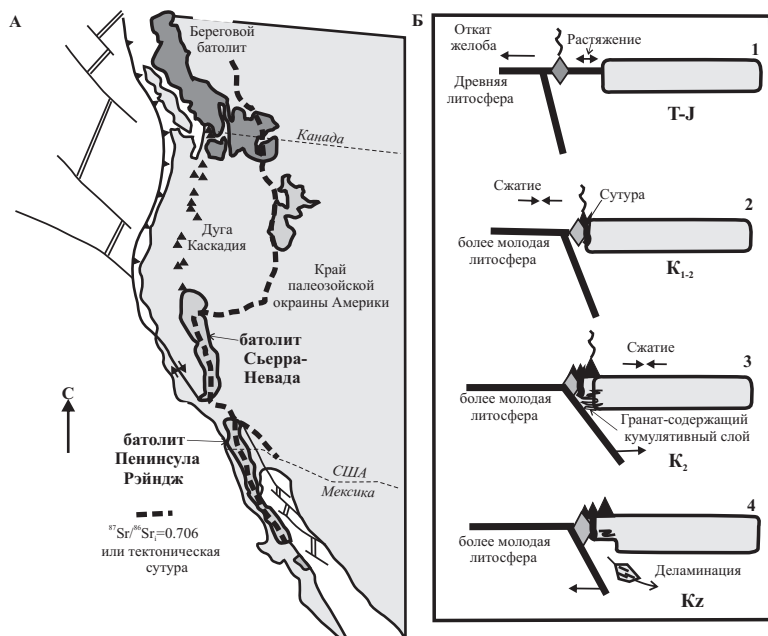 А
Береговой
батолит
Канада
Дуга
Каскадия
Край
палеозойской
окраины Америки
батолит
Сьерра-
Невада
С
батолит
Пенинсула
Рэйндж
США
Мексика
⁸⁷Sr/⁸⁶Srᵢ=0.706
или тектоническая
сутура
Б
Откат
желоба
Растяжение
1
Древняя
литосфера
T-J
Сжатие
Сутура
2
более молодая
литосфера
K₁₋₂
Сжатие
3
более молодая
литосфера
Гранат-содержащий
кумулятивный слой
K₂
4
более молодая
литосфера
Деламинация
Kz